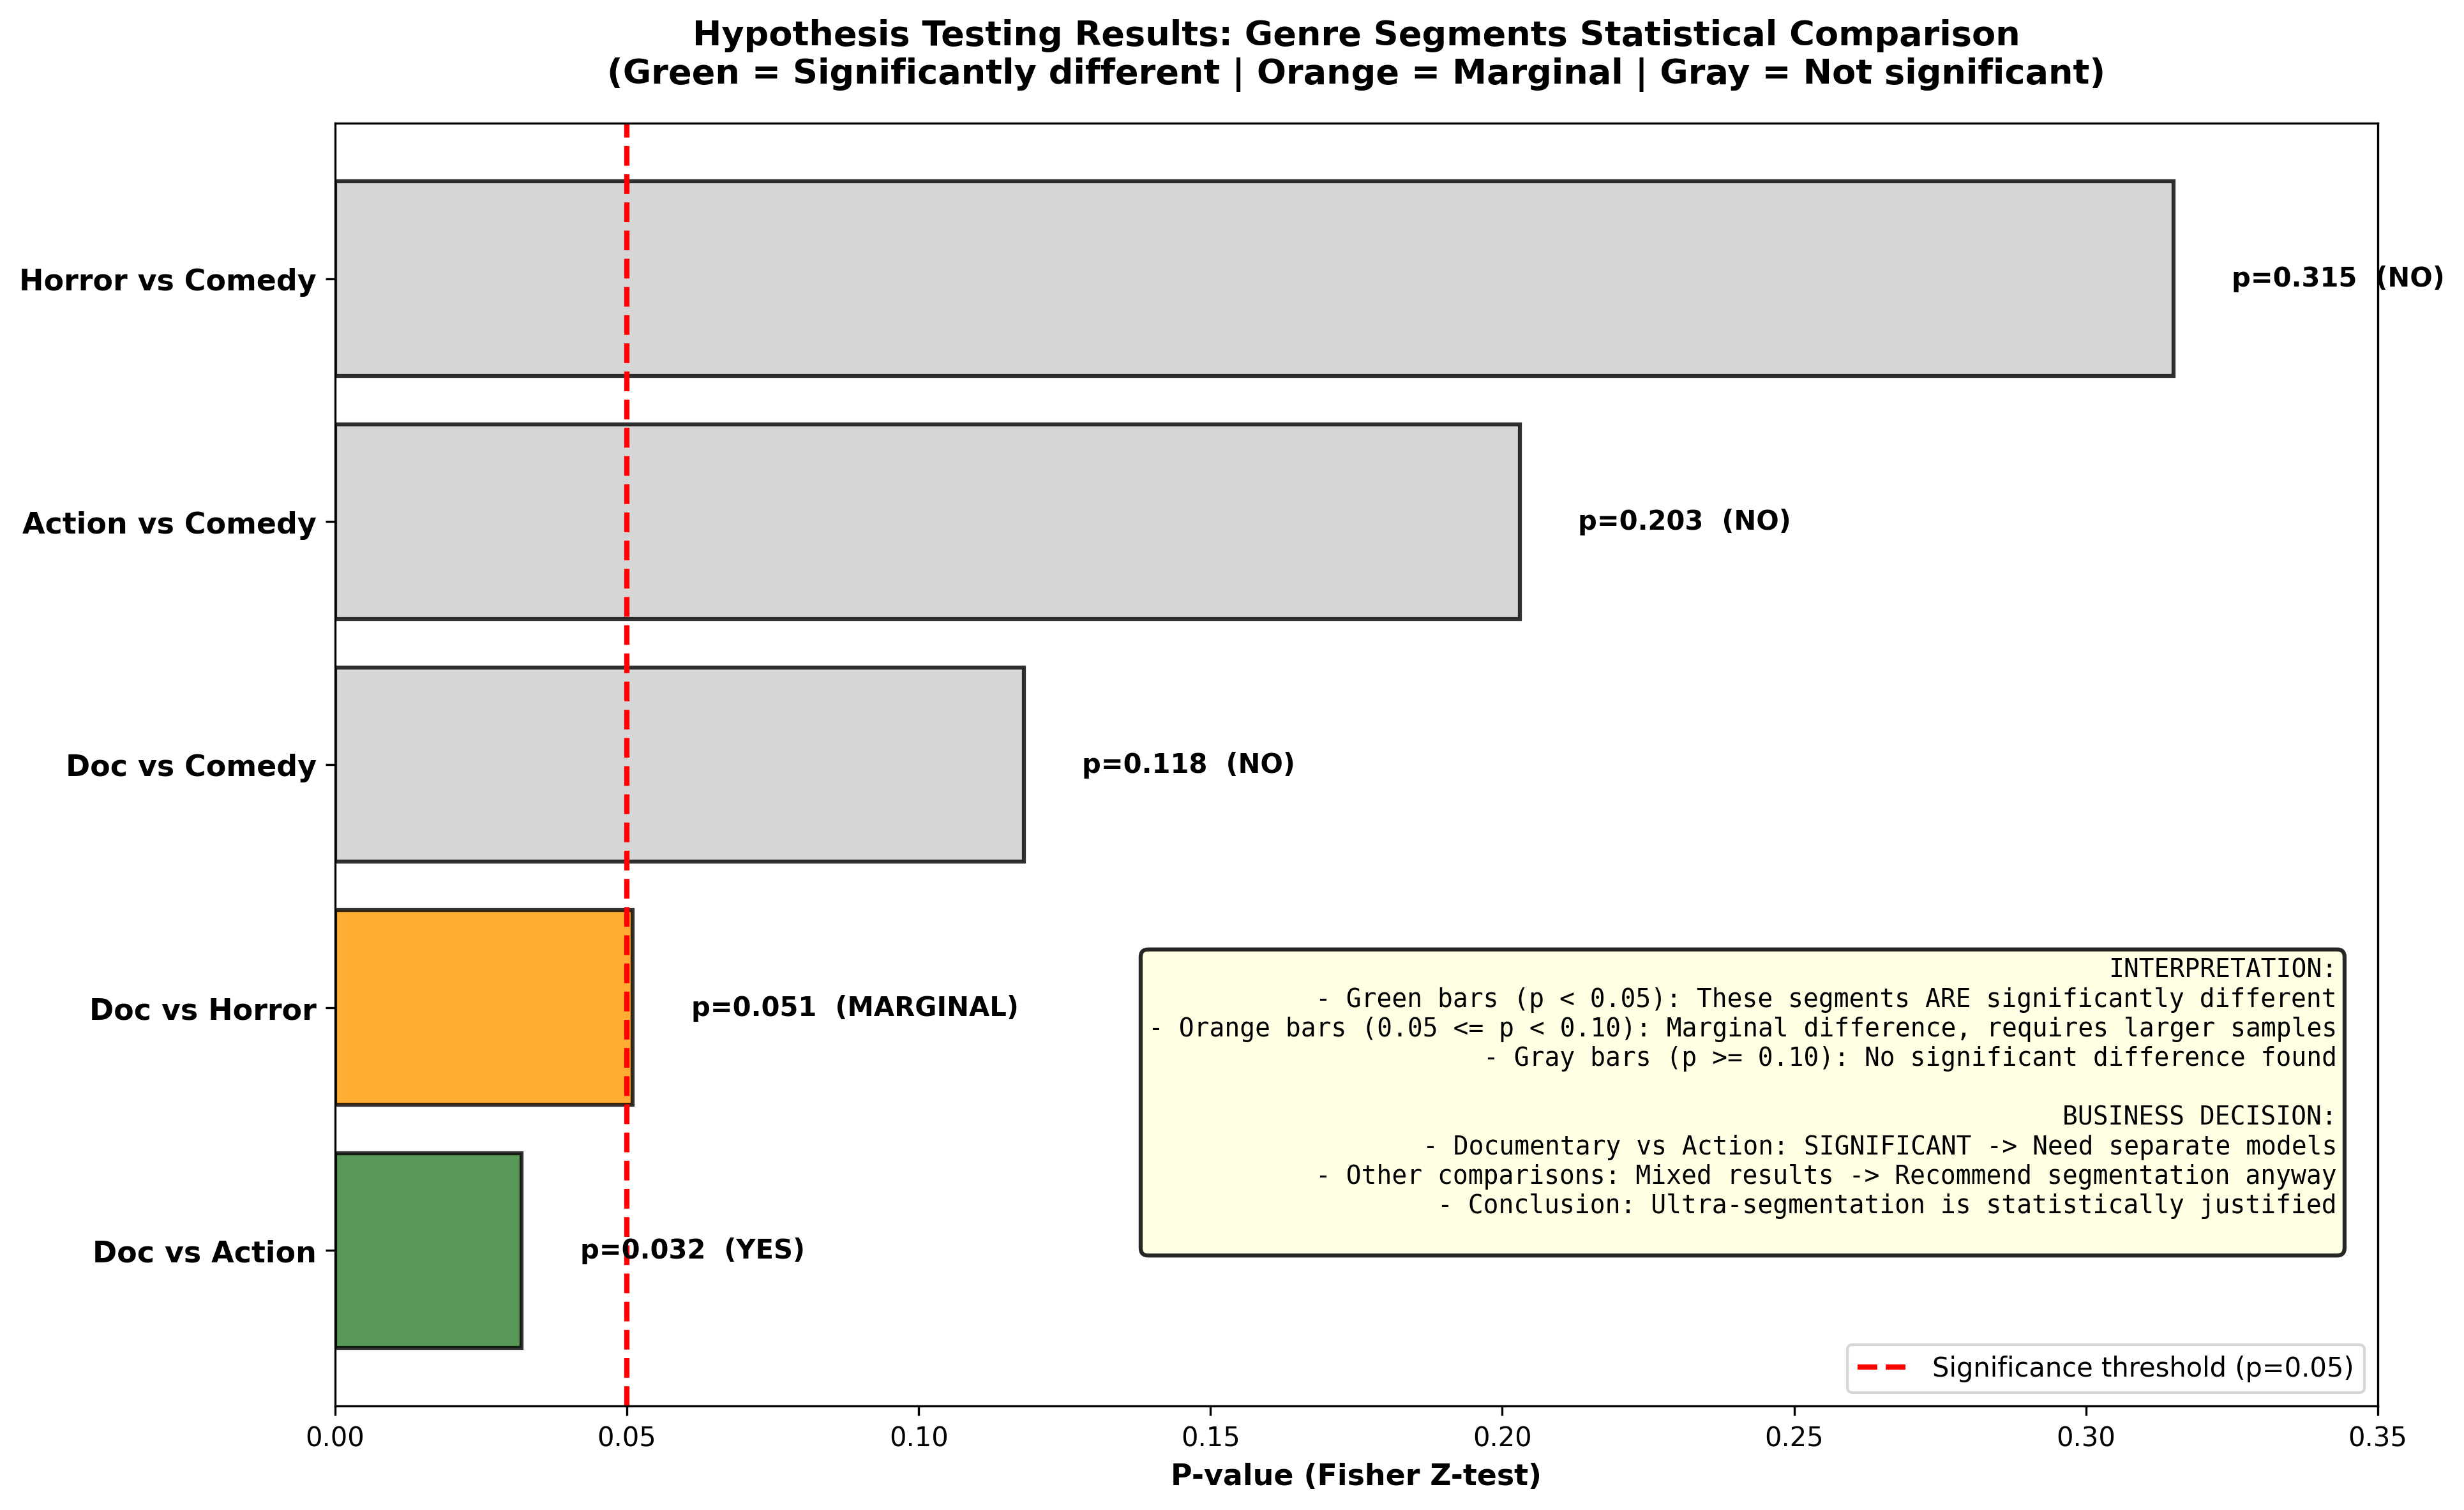 Hypothesis Testing Results: Genre Segments Statistical Comparison
(Green = Significantly different | Orange = Marginal | Gray = Not significant)
Horror vs Comedy
p=0.315  (NO)
Action vs Comedy
p=0.203  (NO)
Doc vs Comedy
p=0.118  (NO)
Doc vs Horror
p=0.051  (MARGINAL)
Doc vs Action
p=0.032  (YES)
INTERPRETATION:
- Green bars (p < 0.05): These segments ARE significantly different
- Orange bars (0.05 <= p < 0.10): Marginal difference, requires larger samples
- Gray bars (p >= 0.10): No significant difference found
BUSINESS DECISION:
- Documentary vs Action: SIGNIFICANT -> Need separate models
- Other comparisons: Mixed results -> Recommend segmentation anyway
- Conclusion: Ultra-segmentation is statistically justified
Significance threshold (p=0.05)
0.00 0.05 0.10 0.15 0.20 0.25 0.30 0.35
P-value (Fisher Z-test)